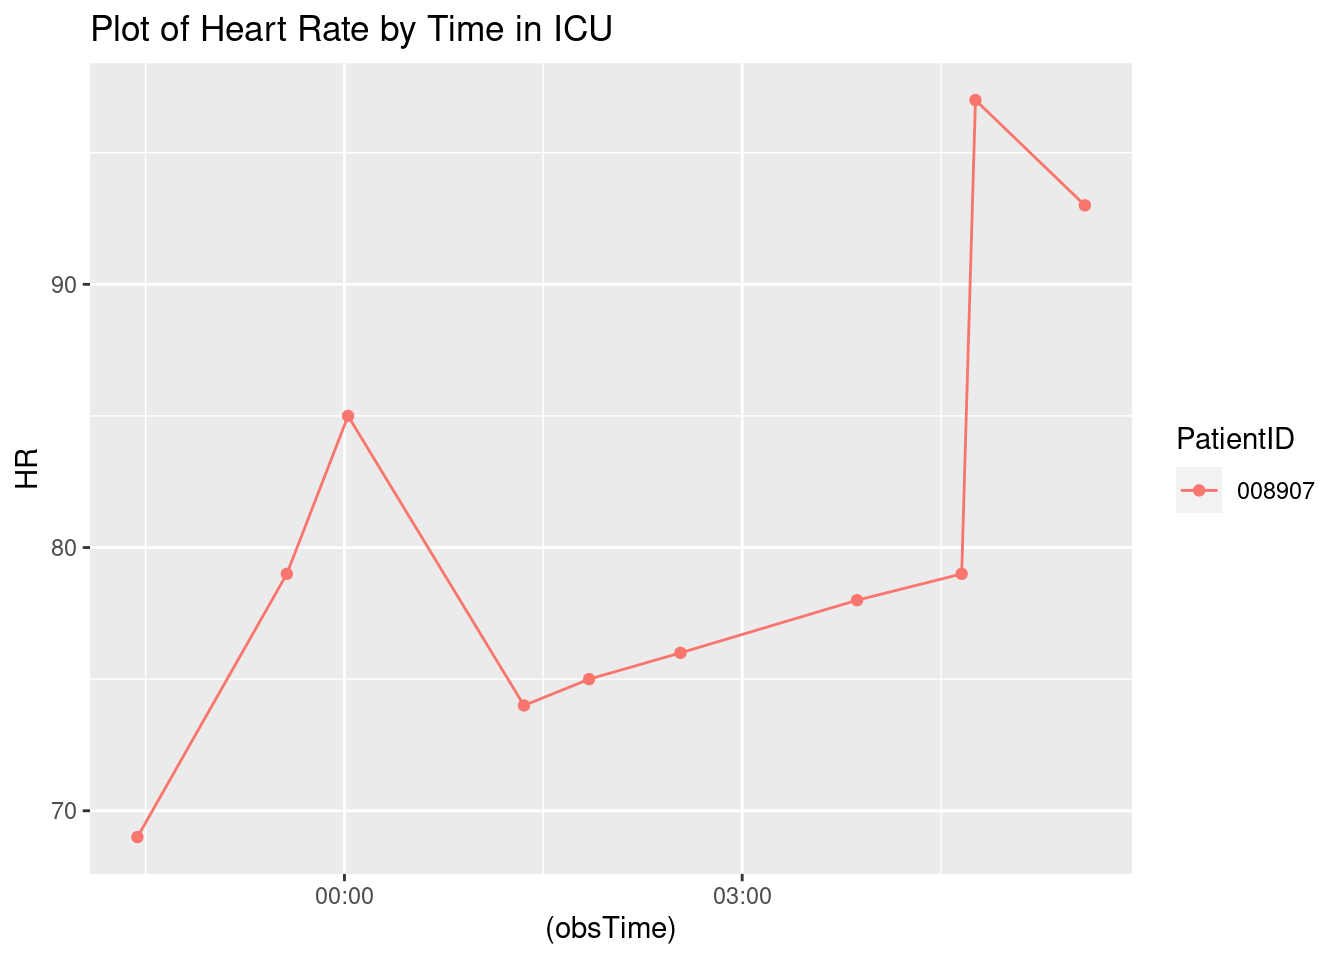 Plot of Heart Rate by Time in ICU
HR
90
80
70
00:00
03:00
(obsTime)
PatientID
008907